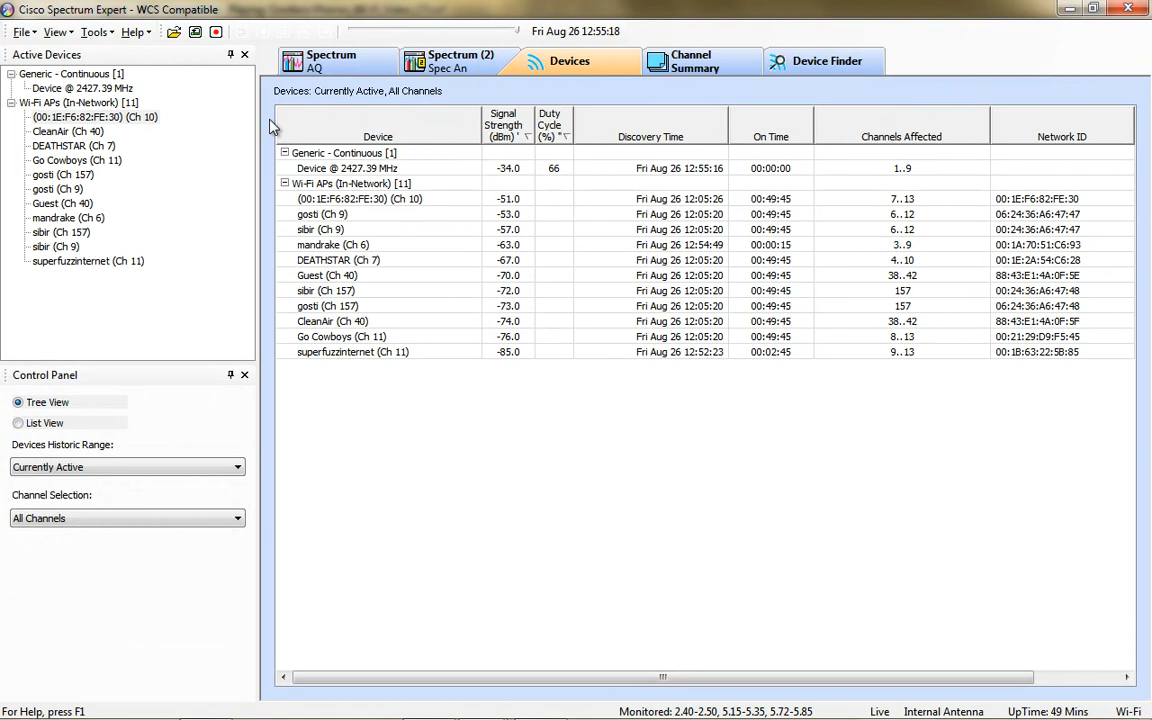 Cisco Spectrum Expert - WCS Compatible
File View Tools Help Fri Aug 26 12:55:18
Active Devices
Generic - Continuous [1]
Device @ 2427.39 MHz
Wi-Fi APs (In-Network) [11]
(00:1E:F6:82:FE:30) (Ch 10)
CleanAir (Ch 40)
DEATHSTAR (Ch 7)
Go Cowboys (Ch 11)
gosti (Ch 157)
gosti (Ch 9)
Guest (Ch 40)
mandrake (Ch 6)
sibir (Ch 157)
sibir (Ch 9)
superfuzzinternet (Ch 11)
Control Panel
Tree View
List View
Devices Historic Range:
Currently Active
Channel Selection:
All Channels
Spectrum AQ
Spectrum (2) Spec An
Devices
Channel Summary
Device Finder
Devices: Currently Active, All Channels
Device Signal Strength (dBm) ' Duty Cycle (%) " Discovery Time On Time Channels Affected Network ID
Generic - Continuous [1]
Device @ 2427.39 MHz -34.0 66 Fri Aug 26 12:55:16 00:00:00 1..9
Wi-Fi APs (In-Network) [11]
(00:1E:F6:82:FE:30) (Ch 10) -51.0 Fri Aug 26 12:05:26 00:49:45 7..13 00:1E:F6:82:FE:30
gosti (Ch 9) -53.0 Fri Aug 26 12:05:20 00:49:45 6..12 06:24:36:A6:47:47
sibir (Ch 9) -57.0 Fri Aug 26 12:05:20 00:49:45 6..12 00:24:36:A6:47:47
mandrake (Ch 6) -63.0 Fri Aug 26 12:54:49 00:00:15 3..9 00:1A:70:51:C6:93
DEATHSTAR (Ch 7) -67.0 Fri Aug 26 12:05:20 00:49:45 4..10 00:1E:2A:54:C6:28
Guest (Ch 40) -70.0 Fri Aug 26 12:05:20 00:49:45 38..42 88:43:E1:4A:0F:5E
sibir (Ch 157) -72.0 Fri Aug 26 12:05:20 00:49:45 157 00:24:36:A6:47:48
gosti (Ch 157) -73.0 Fri Aug 26 12:05:20 00:49:45 157 06:24:36:A6:47:48
CleanAir (Ch 40) -74.0 Fri Aug 26 12:05:20 00:49:45 38..42 88:43:E1:4A:0F:5F
Go Cowboys (Ch 11) -76.0 Fri Aug 26 12:05:20 00:49:45 8..13 00:21:29:D9:F5:45
superfuzzinternet (Ch 11) -85.0 Fri Aug 26 12:52:23 00:02:45 9..13 00:1B:63:22:5B:85
For Help, press F1 Monitored: 2.40-2.50, 5.15-5.35, 5.72-5.85 Live Internal Antenna UpTime: 49 Mins Wi-Fi